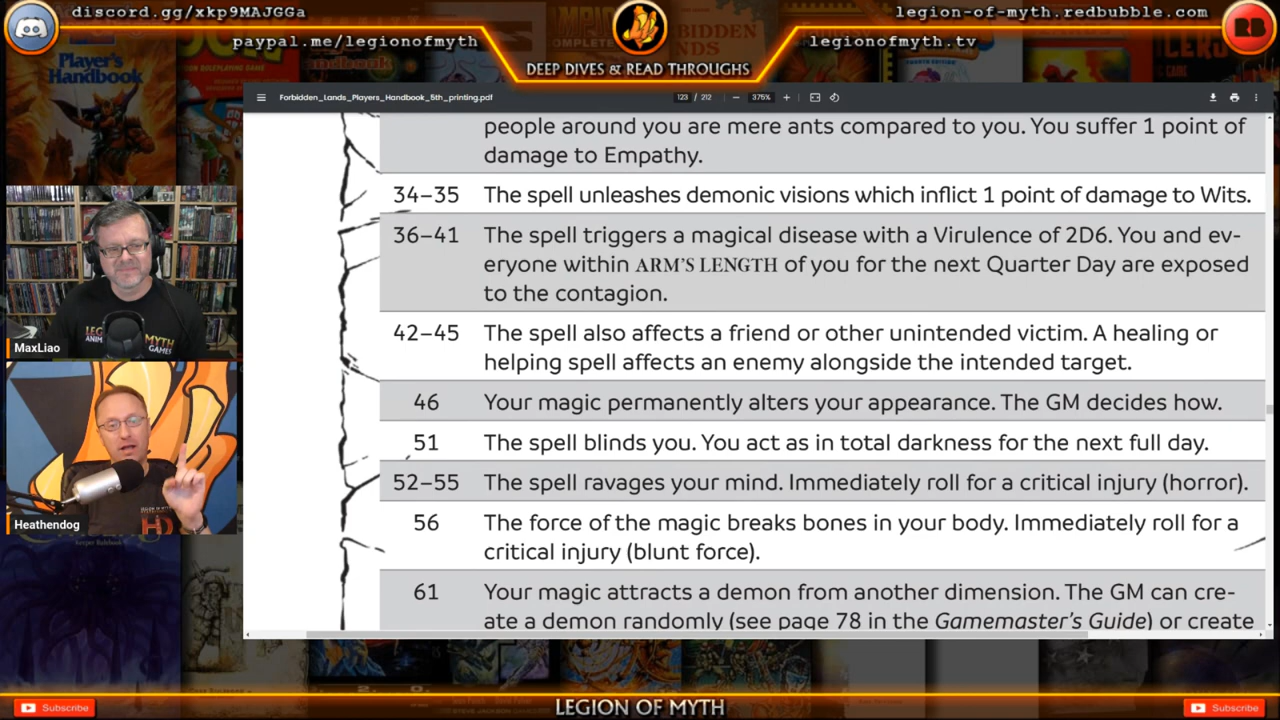 discord.gg/xkp9MAJGGa
legion-of-myth.redbubble.com
paypal.me/legionofmyth
legionofmyth.tv
DEEP DIVES & READ THROUGHS
Player's
Handbook
Forbidden_Lands_Players_Handbook_5th_printing.pdf
123 / 212
375%
people around you are mere ants compared to you. You suffer 1 point of
damage to Empathy.
34–35 The spell unleashes demonic visions which inflict 1 point of damage to Wits.
36–41 The spell triggers a magical disease with a Virulence of 2D6. You and ev-
eryone within ARM'S LENGTH of you for the next Quarter Day are exposed
to the contagion.
42–45 The spell also affects a friend or other unintended victim. A healing or
helping spell affects an enemy alongside the intended target.
46 Your magic permanently alters your appearance. The GM decides how.
51 The spell blinds you. You act as in total darkness for the next full day.
52–55 The spell ravages your mind. Immediately roll for a critical injury (horror).
56 The force of the magic breaks bones in your body. Immediately roll for a
critical injury (blunt force).
61 Your magic attracts a demon from another dimension. The GM can cre-
ate a demon randomly (see page 78 in the Gamemaster's Guide) or create
MaxLiao
Heathendog
Subscribe
LEGION OF MYTH
Subscribe